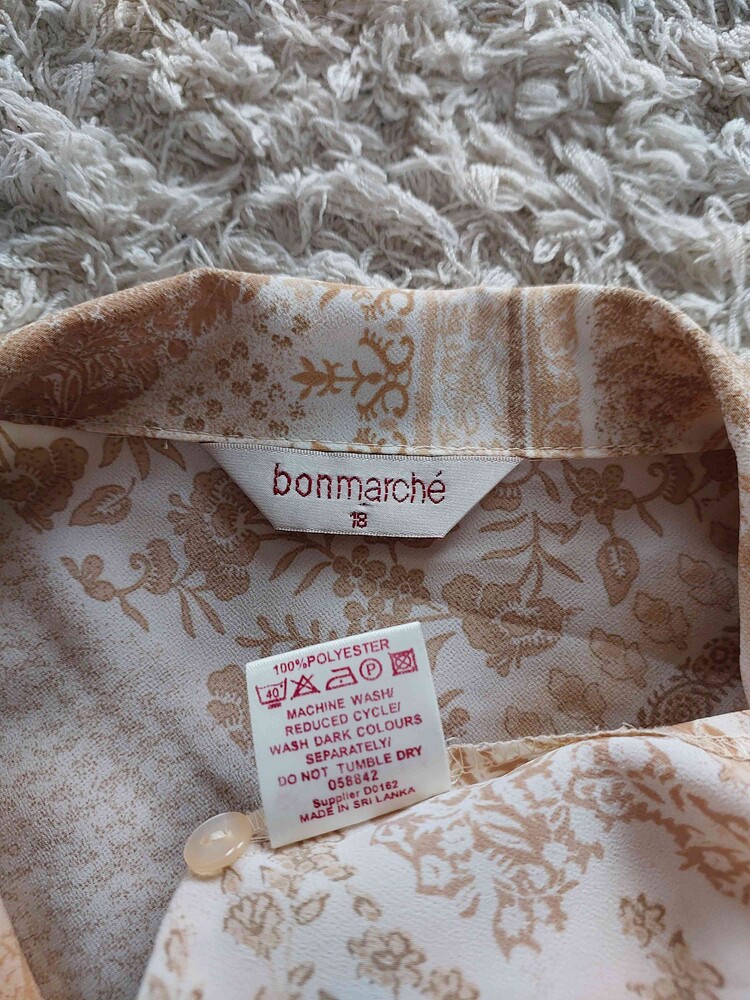 bonmarché
18
100%POLYESTER
40 P
MACHINE WASH/
REDUCED CYCLE/
WASH DARK COLOURS
SEPARATELY/
DO NOT TUMBLE DRY
058842
Supplier D0162
MADE IN SRI LANKA